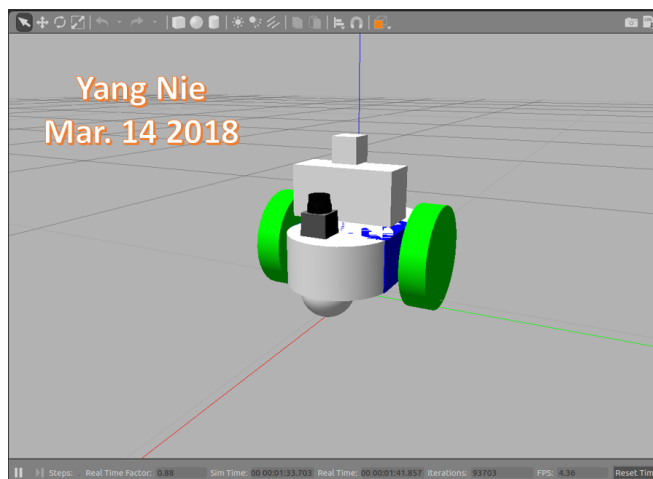 Yang Nie
Mar. 14 2018
Steps: Real Time Factor: 0.88 Sim Time: 00 00:01:33.703 Real Time: 00 00:01:41.857 Iterations: 93703 FPS: 4.36 Reset Tim